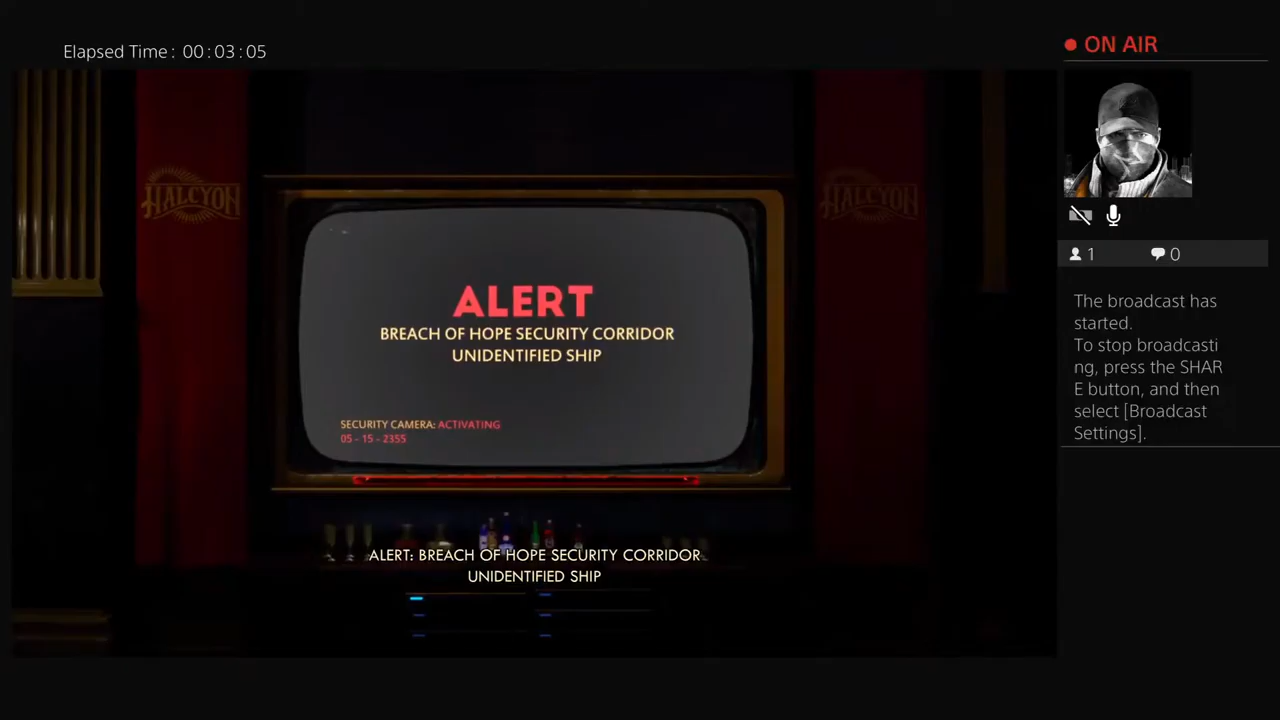 Elapsed Time: 00:03:05
ON AIR
HALCYON
HALCYON
ALERT
BREACH OF HOPE SECURITY CORRIDOR
UNIDENTIFIED SHIP
SECURITY CAMERA: ACTIVATING
05 - 15 - 2355
ALERT: BREACH OF HOPE SECURITY CORRIDOR
UNIDENTIFIED SHIP
1
0
The broadcast has
started.
To stop broadcasti
ng, press the SHAR
E button, and then
select [Broadcast
Settings].